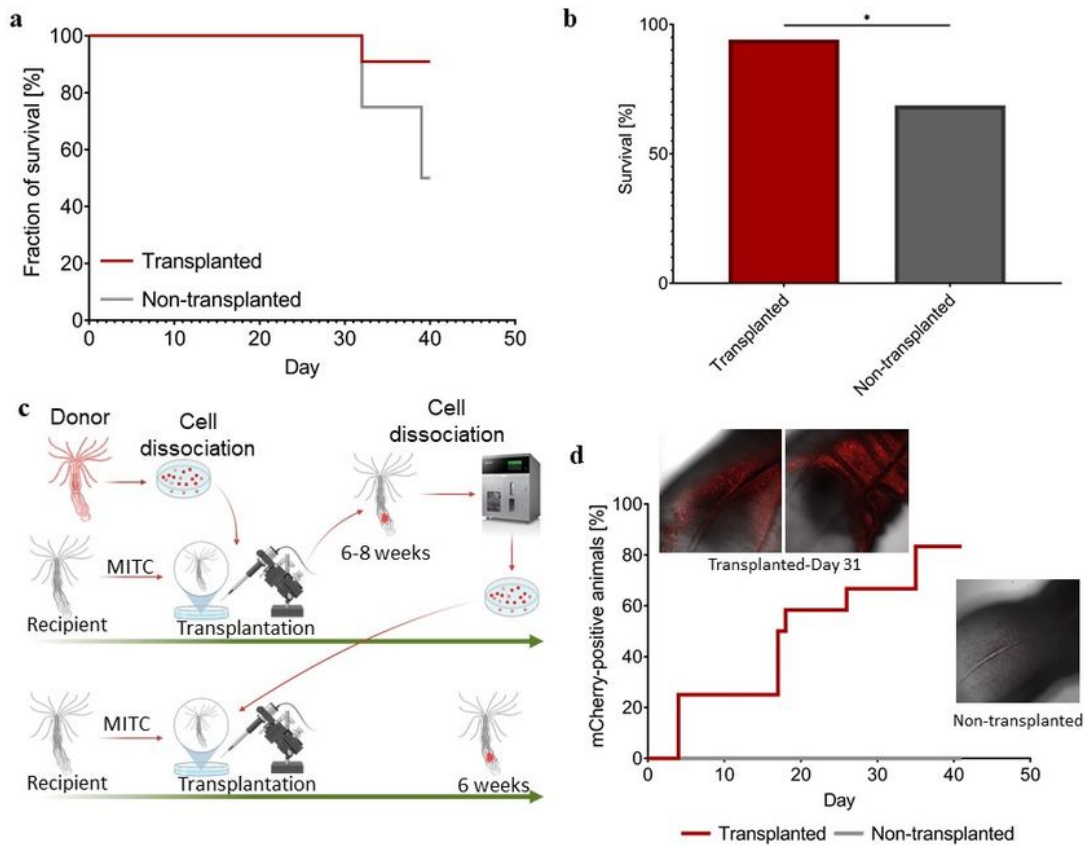 a
Fraction of survival [%]
100
80
60
40
20
0
Transplanted
Non-transplanted
0 10 20 30 40 50
Day
b
*
Survival [%]
100
50
0
Transplanted
Non-transplanted
c
Donor
Cell
dissociation
Cell
dissociation
MITC
6-8 weeks
Recipient
Transplantation
MITC
Recipient
Transplantation
6 weeks
d
mCherry-positive animals [%]
100
80
60
40
20
0
Transplanted-Day 31
Non-transplanted
0 10 20 30 40 50
Day
Transplanted Non-transplanted